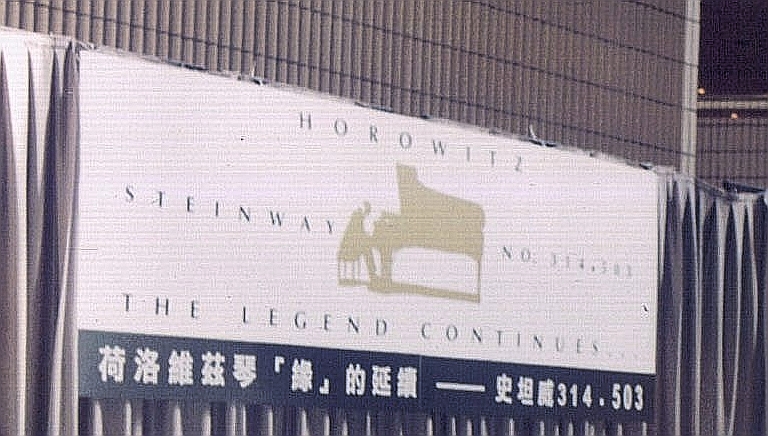 HOROWITZ
STEINWAY NO. 314,503
THE LEGEND CONTINUES...
荷洛維茲琴「緣」的延續 —— 史坦威314.503